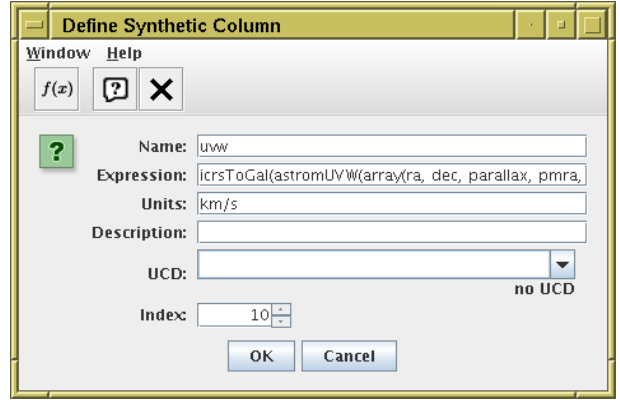 Define Synthetic Column
Window Help
f(x)
Name: uvw
Expression: icrsToGal(astromUVW(array(ra, dec, parallax, pmra,
Units: km/s
Description:
UCD:
no UCD
Index: 10
OK Cancel